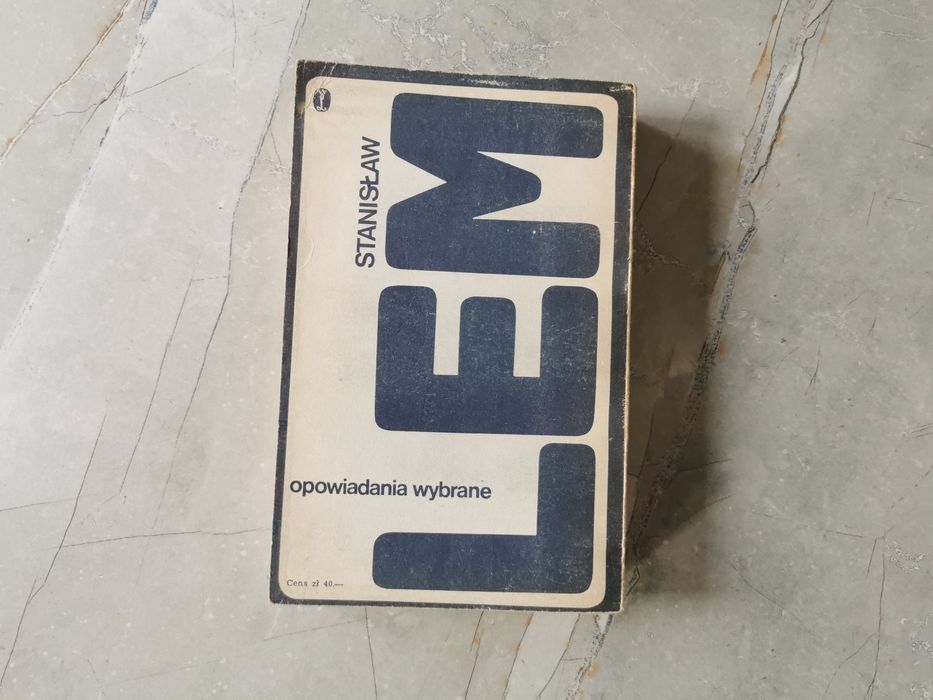 STANISŁAW
LEM
opowiadania wybrane
Cena zł 40,—